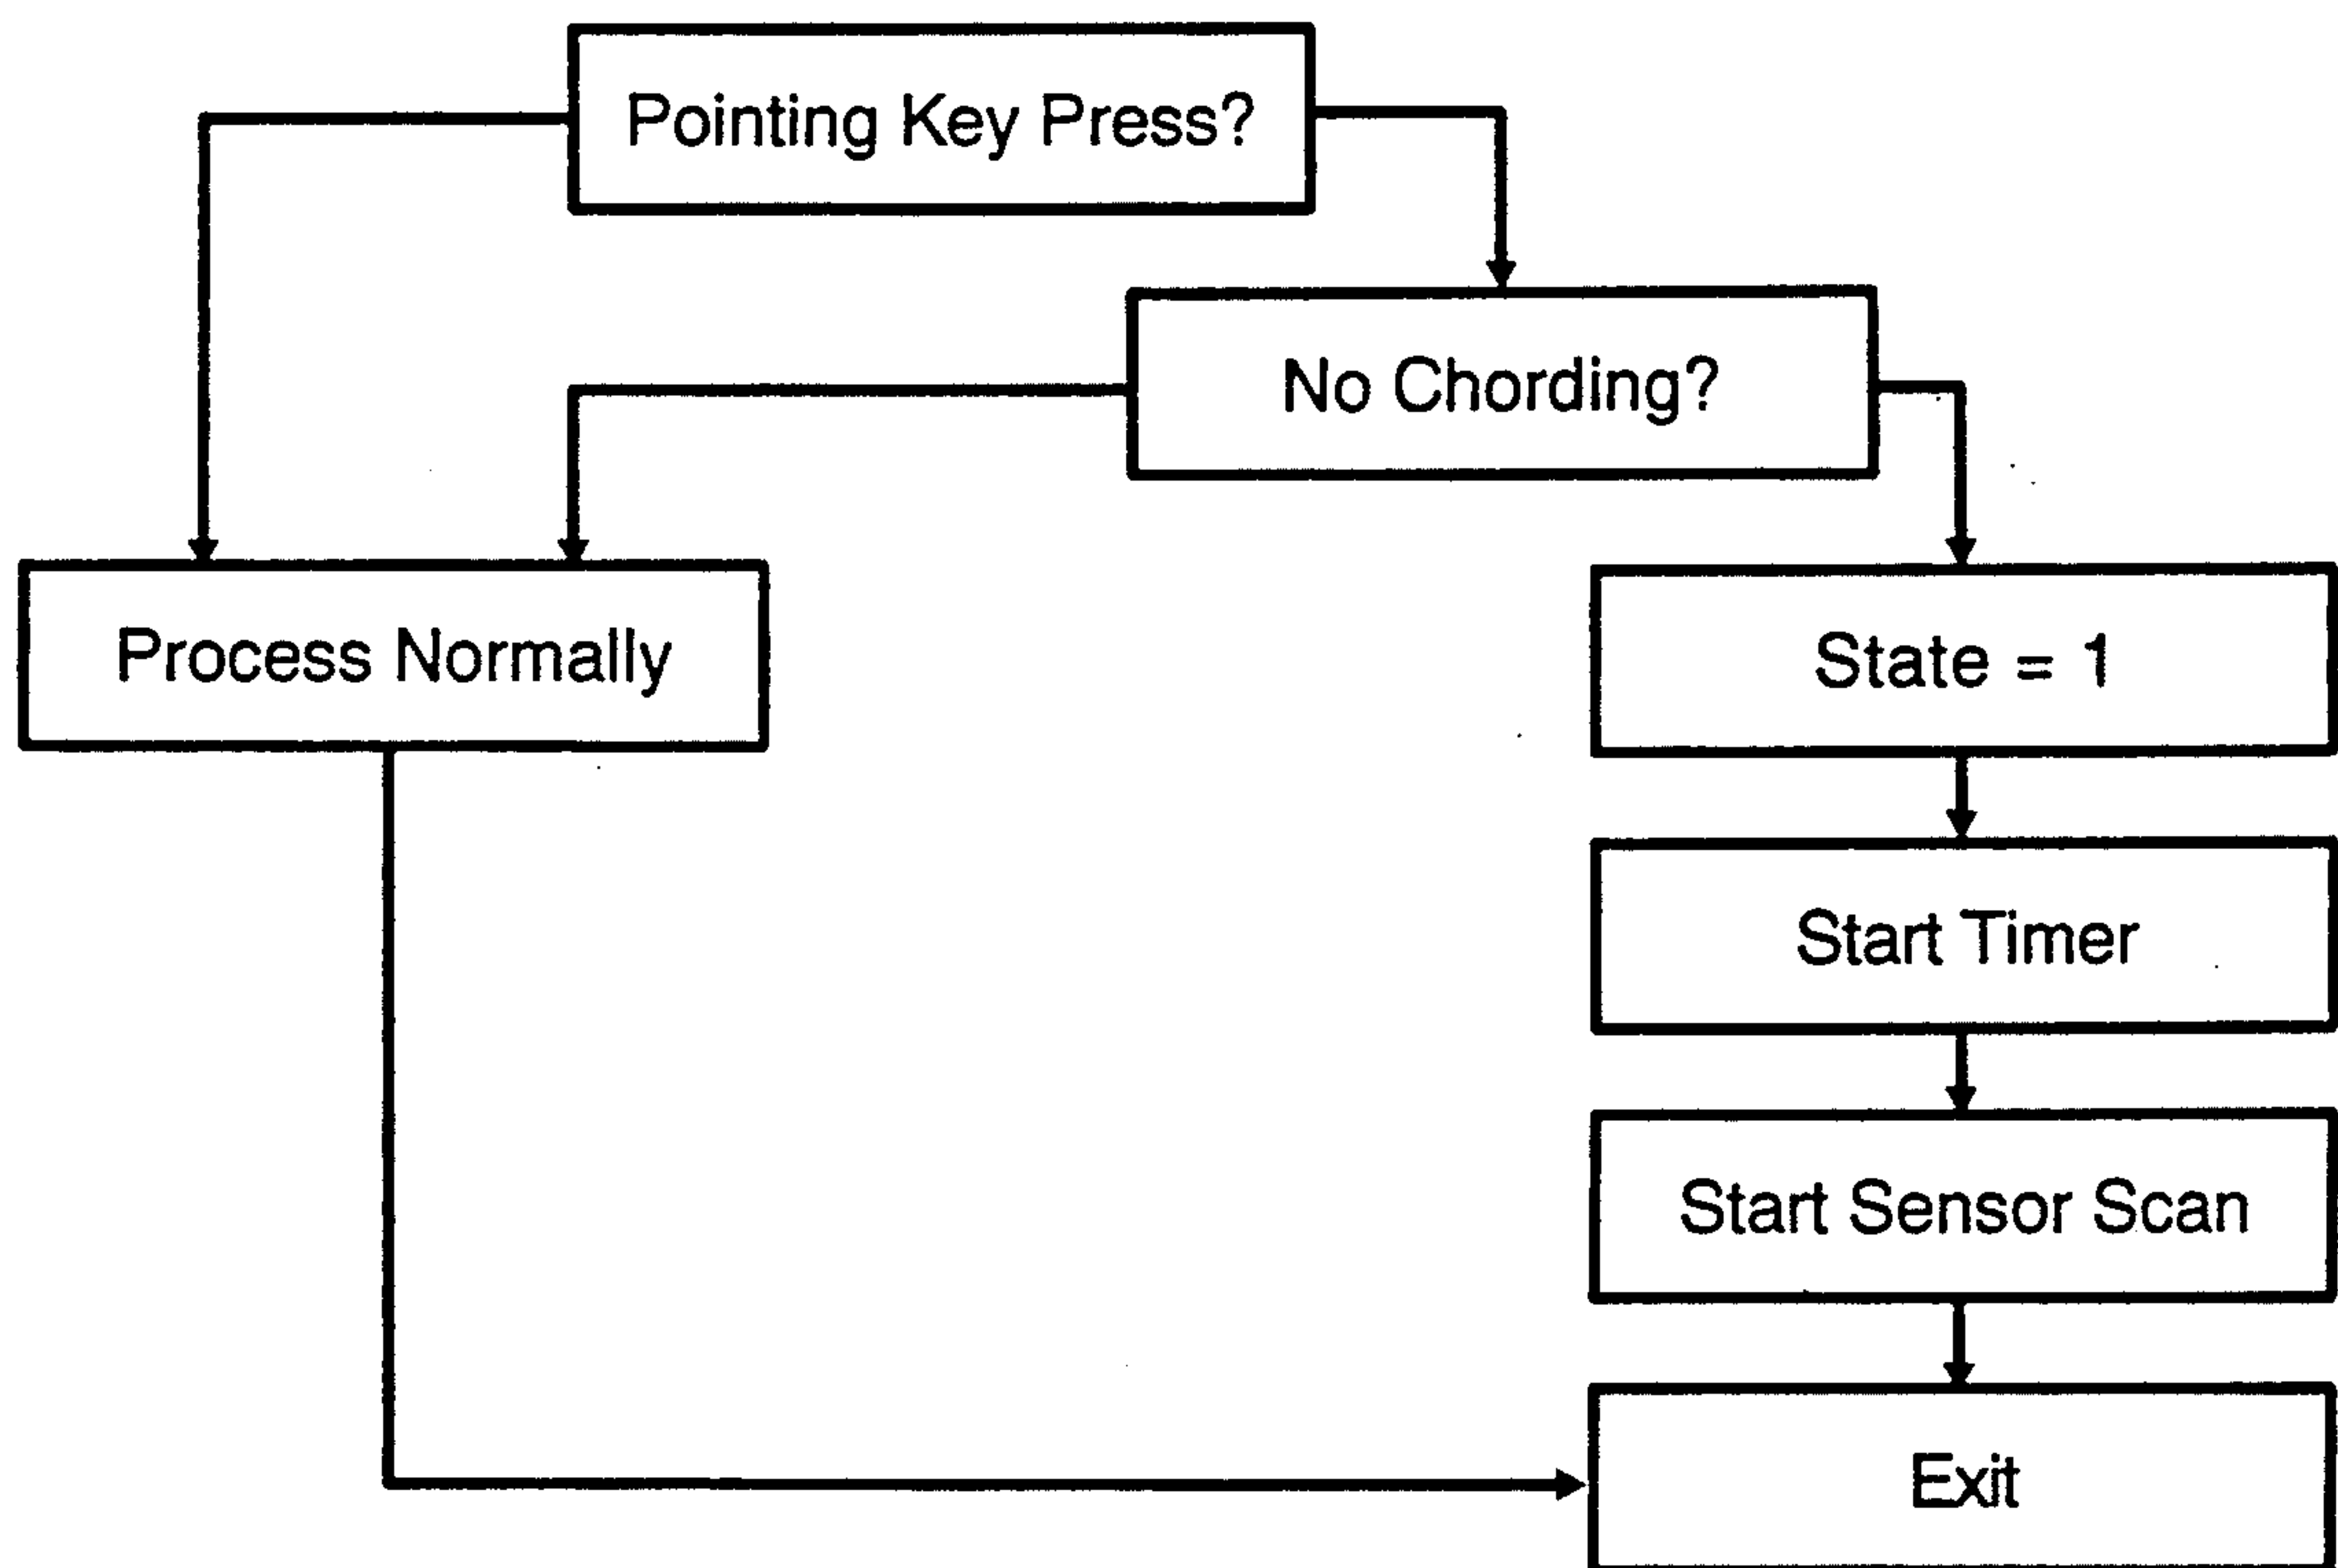 Pointing Key Press?
No Chording?
Process Normally
State = 1
Start Timer
Start Sensor Scan
Exit